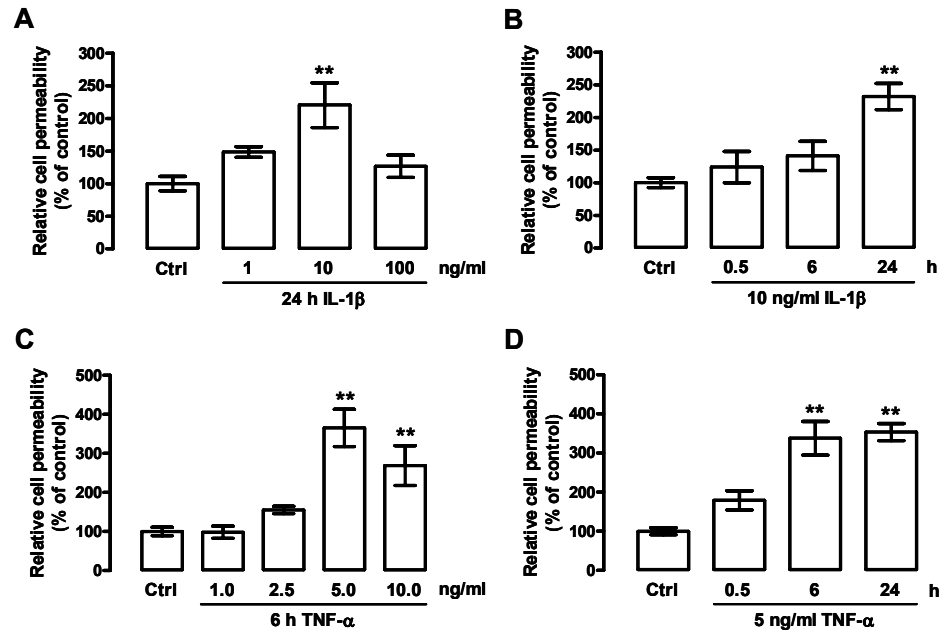 A
Relative cell permeability
(% of control)
300
250
200
150
100
50
0
**
Ctrl 1 10 100 ng/ml
24 h IL-1β
B
Relative cell permeability
(% of control)
300
250
200
150
100
50
0
**
Ctrl 0.5 6 24 h
10 ng/ml IL-1β
C
Relative cell permeability
(% of control)
500
400
300
200
100
0
** **
Ctrl 1.0 2.5 5.0 10.0 ng/ml
6 h TNF-α
D
Relative cell permeability
(% of control)
500
400
300
200
100
0
** **
Ctrl 0.5 6 24 h
5 ng/ml TNF-α